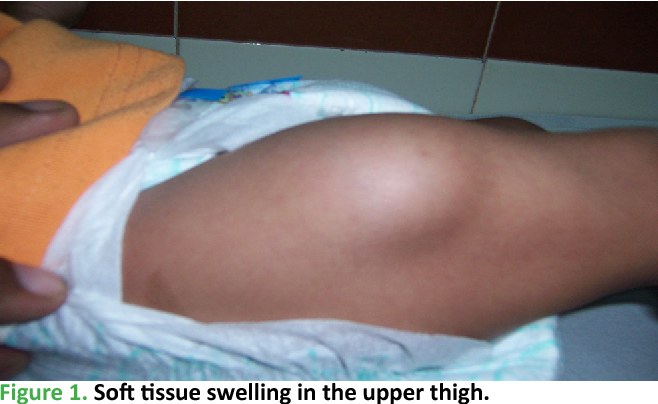 Figure 1. Soft tissue swelling in the upper thigh.